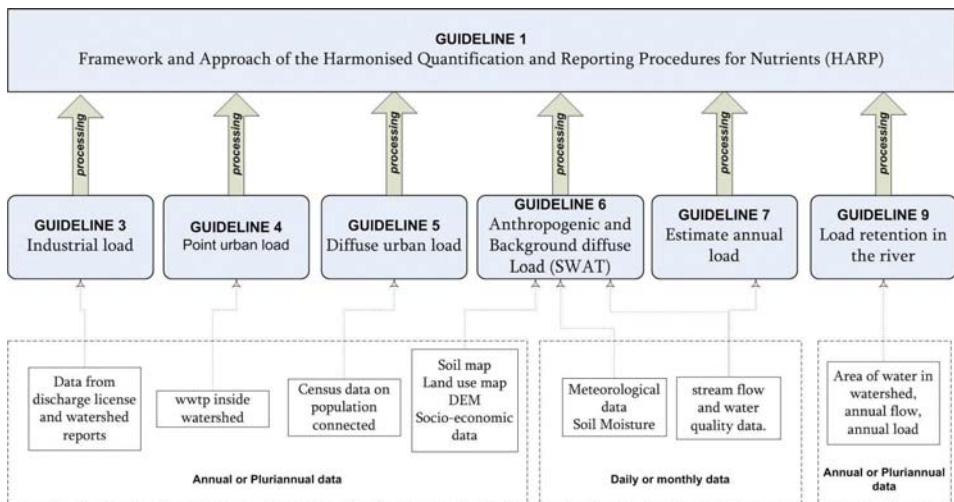 GUIDELINE 1
Framework and Approach of the Harmonised Quantification and Reporting Procedures for Nutrients (HARP)
processing
processing
processing
processing
processing
processing
GUIDELINE 3
Industrial load
GUIDELINE 4
Point urban load
GUIDELINE 5
Diffuse urban load
GUIDELINE 6
Anthropogenic and
Background diffuse
Load (SWAT)
GUIDELINE 7
Estimate annual
load
GUIDELINE 9
Load retention in
the river
Data from
discharge license
and watershed
reports
wwtp inside
watershed
Census data on
population
connected
Soil map
Land use map
DEM
Socio-economic
data
Meteorological
data
Soil Moisture
stream flow
and water
quality data.
Area of water in
watershed,
annual flow,
annual load
Annual or Pluriannual data
Daily or monthly data
Annual or Pluriannual
data